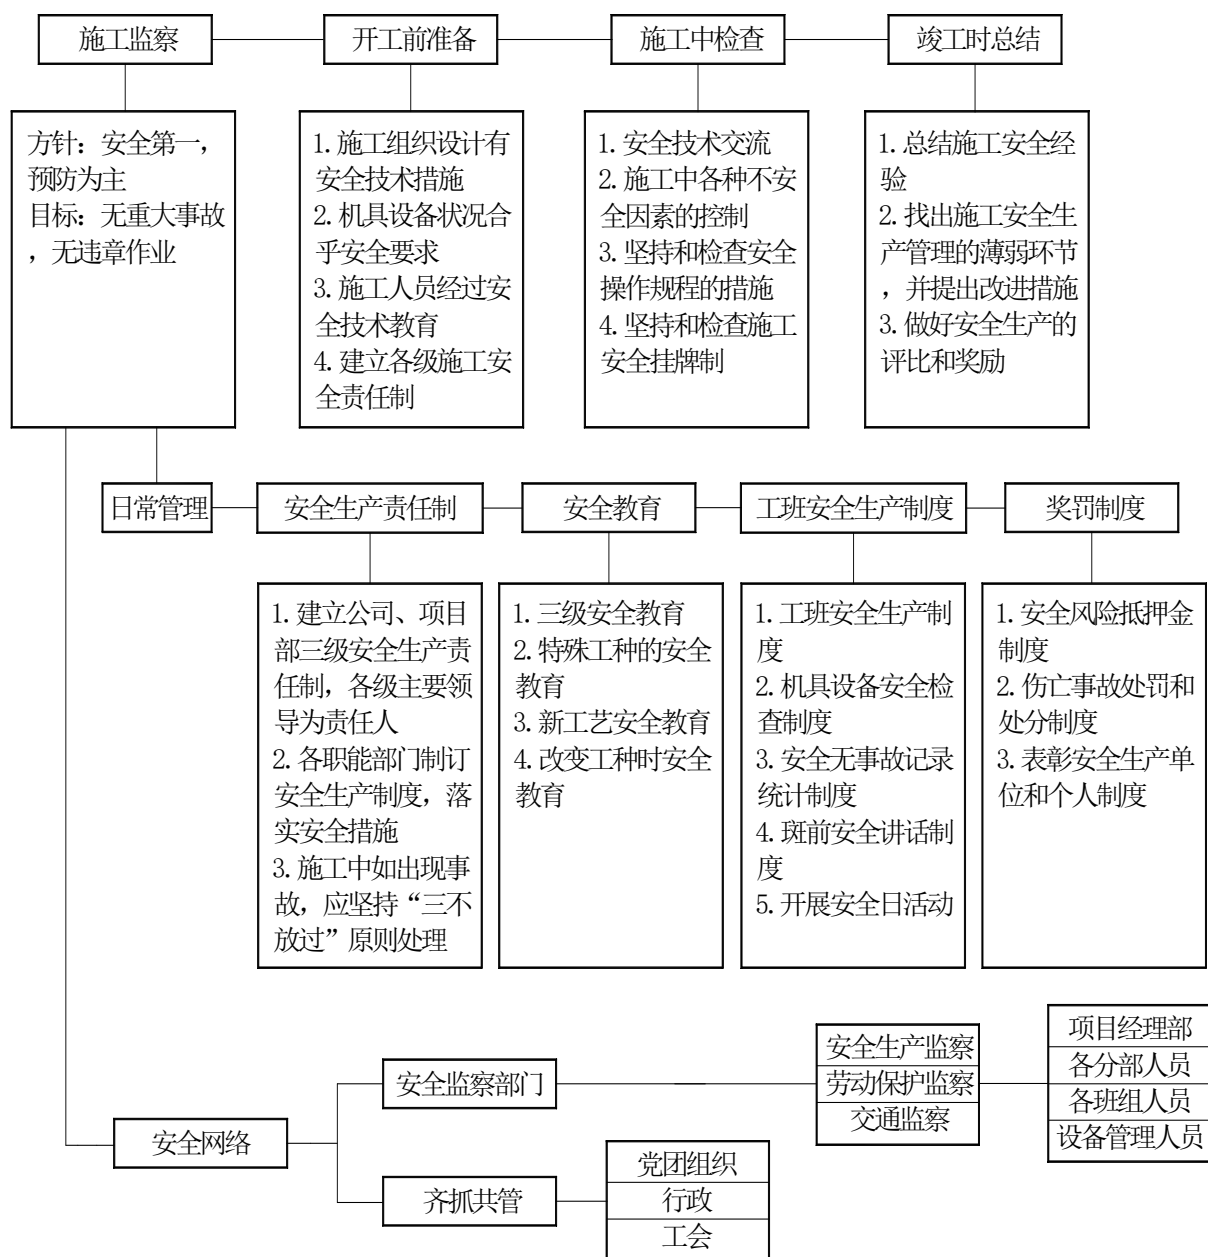 施工监察
开工前准备
施工中检查
竣工时总结
方针：安全第一，
预防为主
目标：无重大事故
，无违章作业
1.施工组织设计有
安全技术措施
2.机具设备状况合
乎安全要求
3.施工人员经过安
全技术教育
4.建立各级施工安
全责任制
1.安全技术交流
2.施工中各种不安
全因素的控制
3.坚持和检查安全
操作规程的措施
4.坚持和检查施工
安全挂牌制
1.总结施工安全经
验
2.找出施工安全生
产管理的薄弱环节
，并提出改进措施
3.做好安全生产的
评比和奖励
日常管理
安全生产责任制
安全教育
工班安全生产制度
奖罚制度
1.建立公司、项目
部三级安全生产责
任制，各级主要领
导为责任人
2.各职能部门制订
安全生产制度，落
实安全措施
3.施工中如出现事
故，应坚持“三不
放过”原则处理
1.三级安全教育
2.特殊工种的安全
教育
3.新工艺安全教育
4.改变工种时安全
教育
1.工班安全生产制
度
2.机具设备安全检
查制度
3.安全无事故记录
统计制度
4.斑前安全讲话制
度
5.开展安全日活动
1.安全风险抵押金
制度
2.伤亡事故处罚和
处分制度
3.表彰安全生产单
位和个人制度
安全网络
安全监察部门
安全生产监察
劳动保护监察
交通监察
项目经理部
各分部人员
各班组人员
设备管理人员
齐抓共管
党团组织
行政
工会